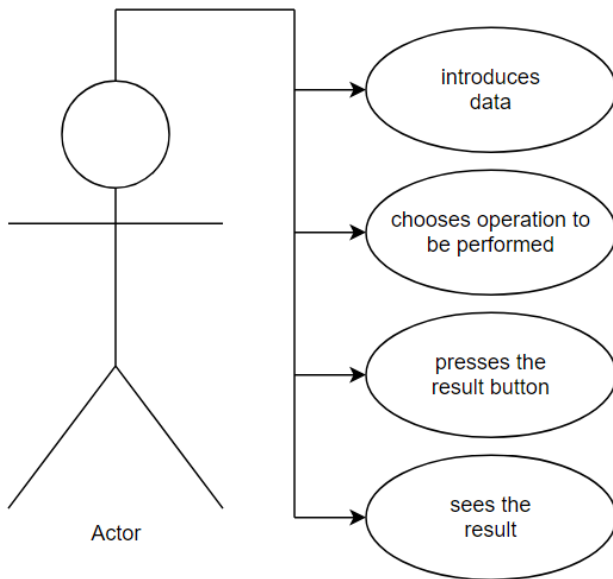 introduces
data
chooses operation to
be performed
presses the
result button
sees the
result
Actor